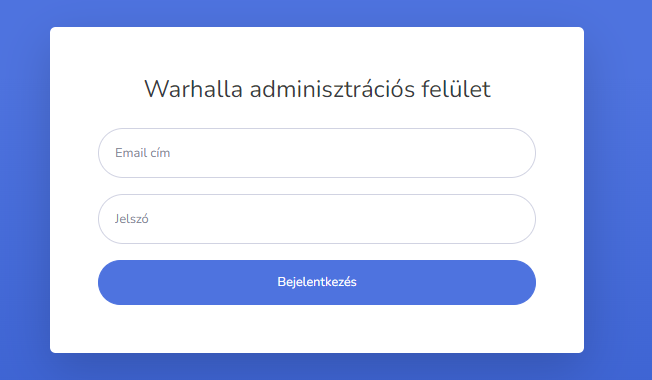 Warhalla adminisztrációs felület
Email cím
Jelszó
Bejelentkezés